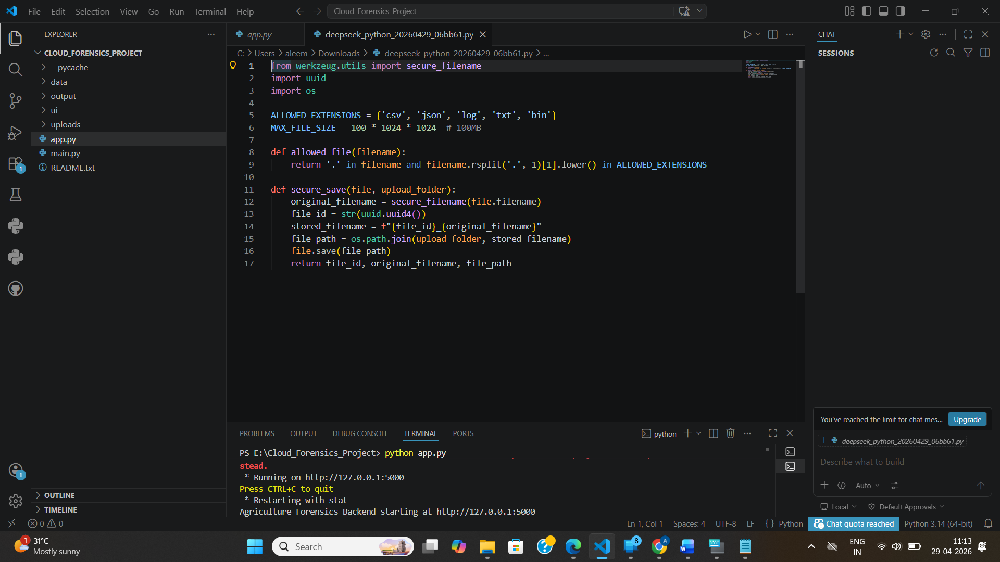 File Edit Selection View Go Run Terminal Help
Cloud_Forensics_Project
EXPLORER
CLOUD_FORENSICS_PROJECT
__pycache__
data
output
ui
uploads
app.py
main.py
README.txt
OUTLINE
TIMELINE
app.py
deepseek_python_20260429_06bb61.py
C: > Users > aleem > Downloads > deepseek_python_20260429_06bb61.py > ...
1 from werkzeug.utils import secure_filename
2 import uuid
3 import os
4
5 ALLOWED_EXTENSIONS = {'csv', 'json', 'log', 'txt', 'bin'}
6 MAX_FILE_SIZE = 100 * 1024 * 1024  # 100MB
7
8 def allowed_file(filename):
9     return '.' in filename and filename.rsplit('.', 1)[1].lower() in ALLOWED_EXTENSIONS
10
11 def secure_save(file, upload_folder):
12     original_filename = secure_filename(file.filename)
13     file_id = str(uuid.uuid4())
14     stored_filename = f"{file_id}_{original_filename}"
15     file_path = os.path.join(upload_folder, stored_filename)
16     file.save(file_path)
17     return file_id, original_filename, file_path
PROBLEMS OUTPUT DEBUG CONSOLE TERMINAL PORTS
python
PS E:\Cloud_Forensics_Project> python app.py
stead.
 * Running on http://127.0.0.1:5000
Press CTRL+C to quit
 * Restarting with stat
Agriculture Forensics Backend starting at http://127.0.0.1:5000
CHAT
SESSIONS
You've reached the limit for chat mes...
Upgrade
deepseek_python_20260429_06bb61.py
Describe what to build
Auto
Local
Default Approvals
1
1
0 0
Ln 1, Col 1
Spaces: 4
UTF-8
LF
{ } Python
Chat quota reached
Python 3.14 (64-bit)
1
31°C
Mostly sunny
Search
8
A
W
ENG
IN
11:13
29-04-2026